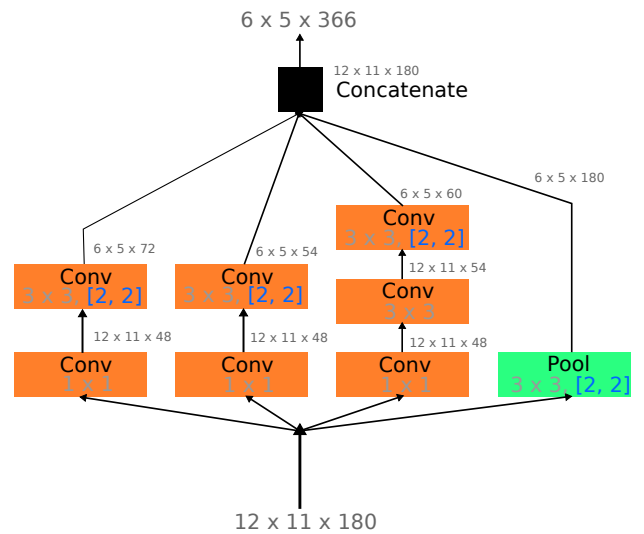 6 x 5 x 366
12 x 11 x 180
Concatenate
6 x 5 x 180
6 x 5 x 60
Conv
3 x 3, [2, 2]
6 x 5 x 72
6 x 5 x 54
12 x 11 x 54
Conv
3 x 3, [2, 2]
Conv
3 x 3, [2, 2]
Conv
3 x 3
12 x 11 x 48
12 x 11 x 48
12 x 11 x 48
Conv
1 x 1
Conv
1 x 1
Conv
1 x 1
Pool
3 x 3, [2, 2]
12 x 11 x 180